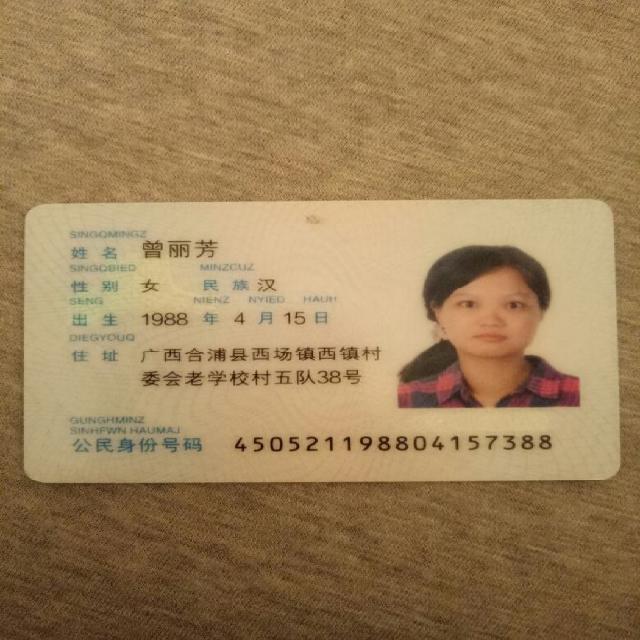 SINGQMINGZ
姓名 曾丽芳
SINGQBIED MINZCUZ
性别 女 民族 汉
SENG NIENZ NYIED HAUH
出生 1988 年 4 月 15 日
DIEGYOUQ
住址 广西合浦县西场镇西镇村
委会老学校村五队38号
GUNGHMINZ
SINHFWN HAUMAJ
公民身份号码 450521198804157388